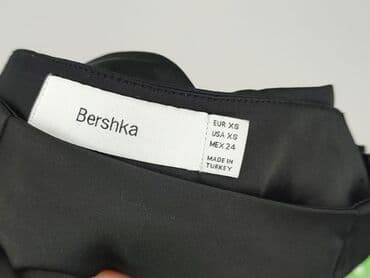 Bershka
EUR XS
USA XS
MEX 24
MADE IN
TURKEY